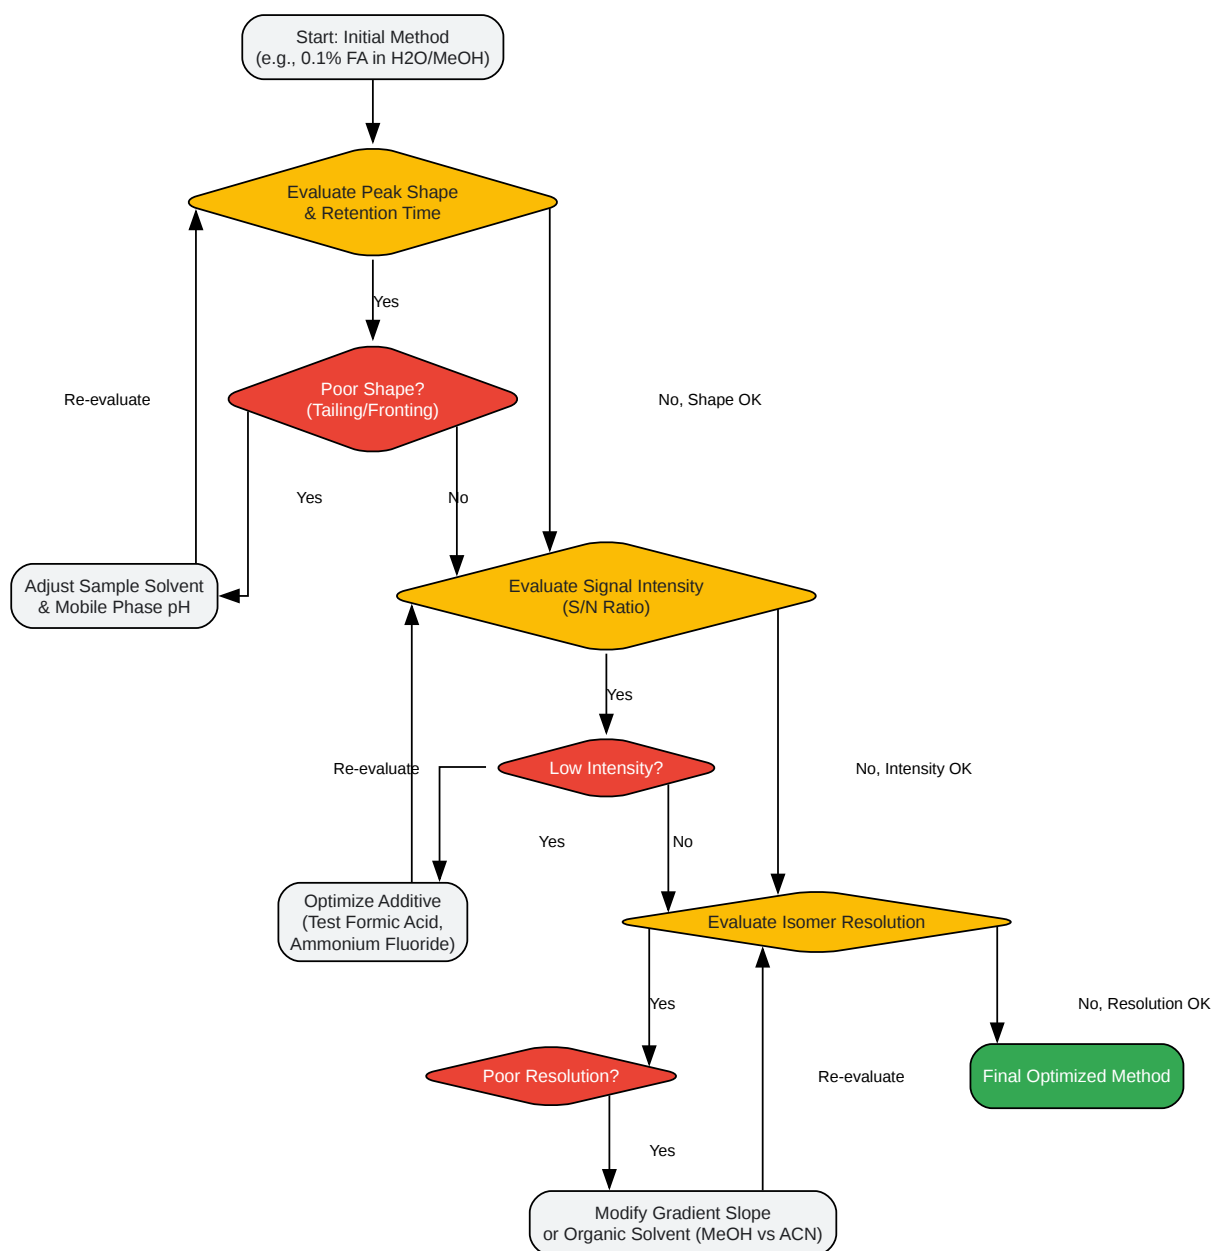 Start: Initial Method
(e.g., 0.1% FA in H2O/MeOH)
Evaluate Peak Shape
& Retention Time
Yes
Poor Shape?
(Tailing/Fronting)
Re-evaluate
No, Shape OK
Yes
No
Adjust Sample Solvent
& Mobile Phase pH
Evaluate Signal Intensity
(S/N Ratio)
Yes
Re-evaluate
Low Intensity?
No, Intensity OK
Yes
No
Optimize Additive
(Test Formic Acid,
Ammonium Fluoride)
Evaluate Isomer Resolution
Yes
No, Resolution OK
Poor Resolution?
Re-evaluate
Final Optimized Method
Yes
Modify Gradient Slope
or Organic Solvent (MeOH vs ACN)